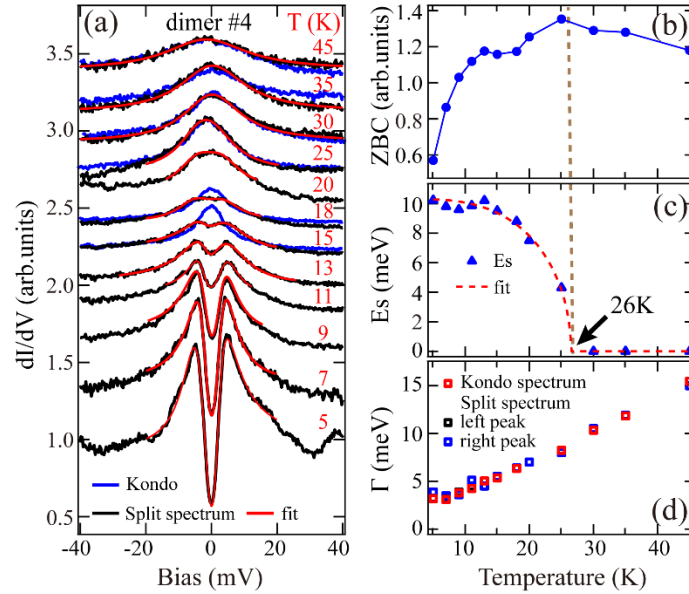 (a) dimer #4 T (K)
45
35
30
25
20
18
15
13
11
9
7
5
3.5
3.0
2.5
2.0
1.5
1.0
0.5
dI/dV (arb.units)
Kondo
Split spectrum fit
-40 -20 0 20 40
Bias (mV)
(b)
1.4
1.2
1.0
0.8
0.6
ZBC (arb.units)
(c)
10
8
6
4
2
0
Es (meV)
Es
fit
26K
(d)
15
10
5
0
Γ (meV)
Kondo spectrum
Split spectrum
left peak
right peak
10 20 30 40
Temperature (K)